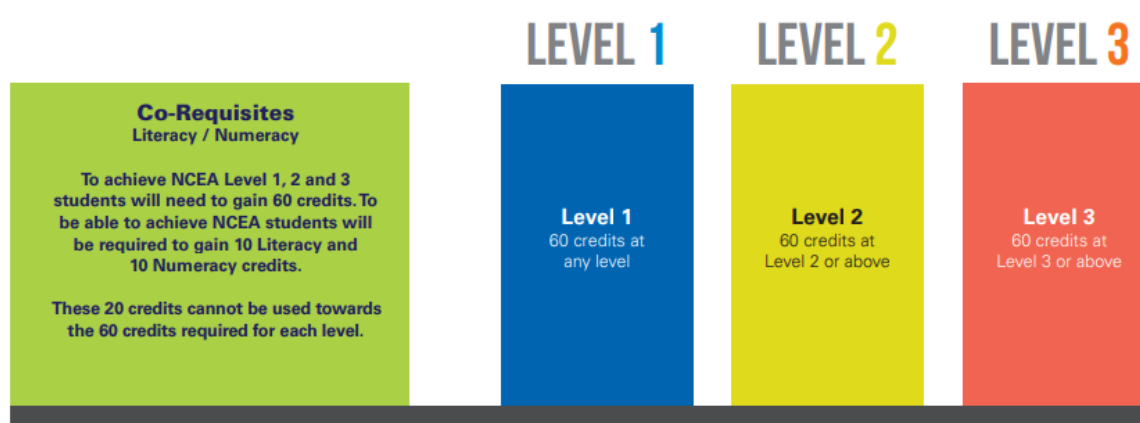 LEVEL 1
LEVEL 2
LEVEL 3
Co-Requisites
Literacy / Numeracy
To achieve NCEA Level 1, 2 and 3
students will need to gain 60 credits. To
be able to achieve NCEA students will
be required to gain 10 Literacy and
10 Numeracy credits.
These 20 credits cannot be used towards
the 60 credits required for each level.
Level 1
60 credits at
any level
Level 2
60 credits at
Level 2 or above
Level 3
60 credits at
Level 3 or above